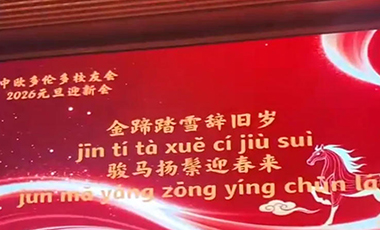 中欧多伦多校友会
2026元旦迎新会
金蹄踏雪辞旧岁
jīn tí tà xuě cí jiù suì
骏马扬鬃迎春来
jùn mǎ yáng zōng yíng chūn lá